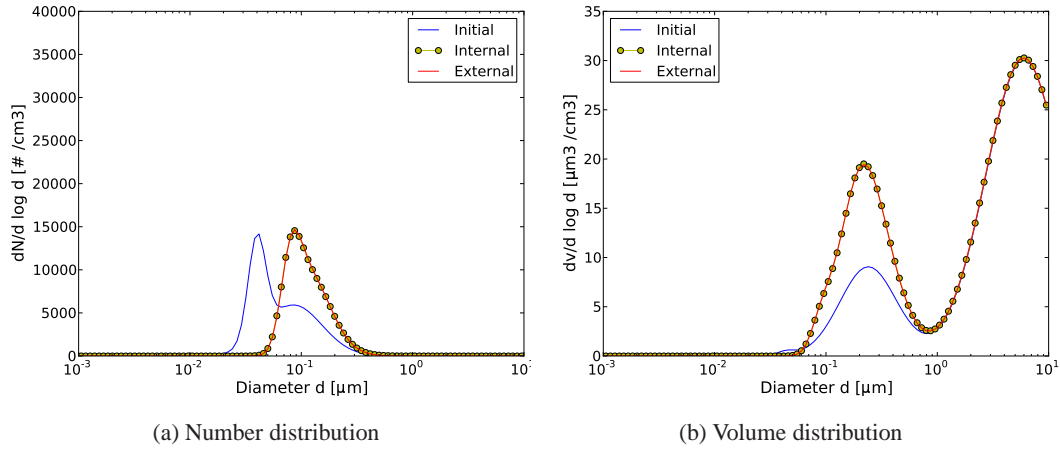 40000
35000
30000
25000
20000
15000
10000
5000
0
dN/d log d [# /cm3]
Initial
Internal
External
10-3 10-2 10-1 100 10
Diameter d [µm]
(a) Number distribution
35
30
25
20
15
10
5
0
dv/d log d [µm3 /cm3]
Initial
Internal
External
10-3 10-2 10-1 100 10
Diameter d [µm]
(b) Volume distribution